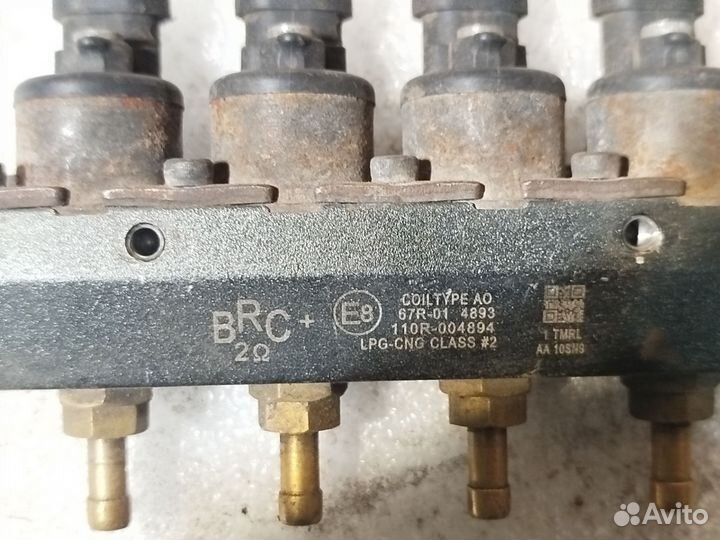 BRC +
2Ω
E8
COILTYPE AO
67R-01 4893
110R-004894
LPG-CNG CLASS #2
1 TMRL
AA 10SNS
Avito